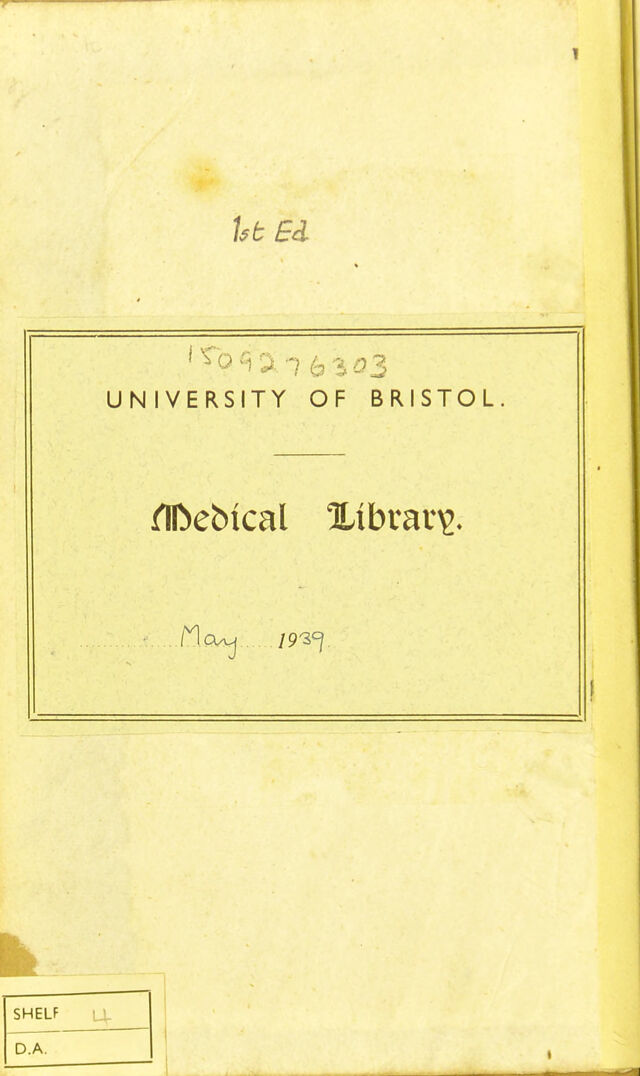 1st Ed
1509276303
UNIVERSITY OF BRISTOL.
Medical Library.
May 1939
SHELF 4
D.A.